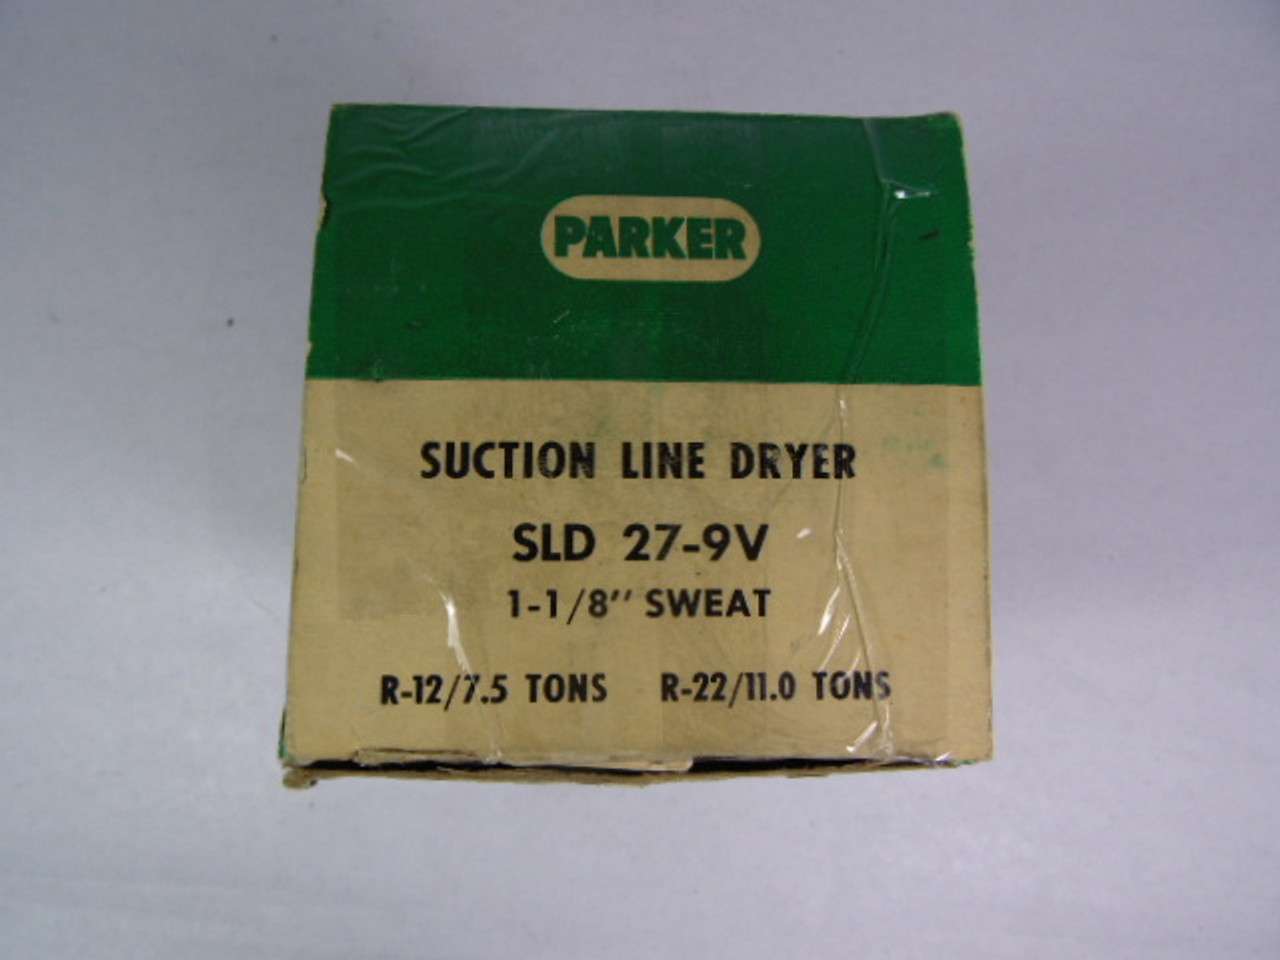 PARKER
SUCTION LINE DRYER
SLD 27-9V
1-1/8'' SWEAT
R-12/7.5 TONS R-22/11.0 TONS